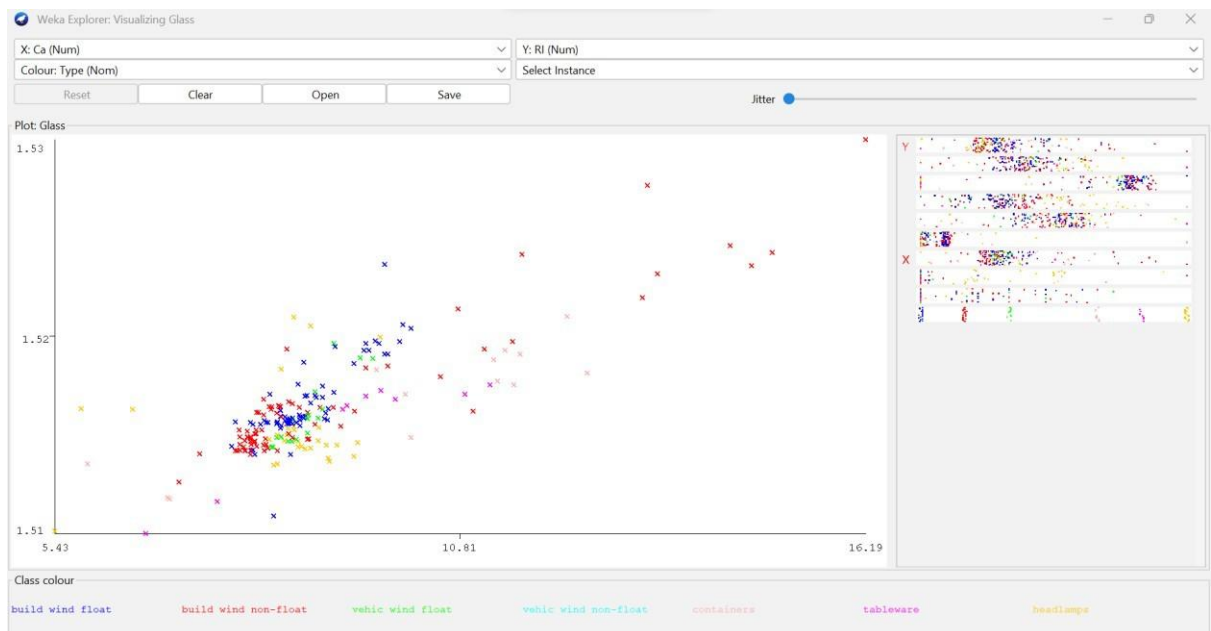 Weka Explorer: Visualizing Glass
X: Ca (Num) Y: RI (Num)
Colour: Type (Nom) Select Instance
Reset Clear Open Save Jitter
Plot: Glass
1.53
1.52
1.51
5.43 10.81 16.19
Y
X
Class colour
build wind float build wind non-float vehic wind float vehic wind non-float containers tableware headlamps